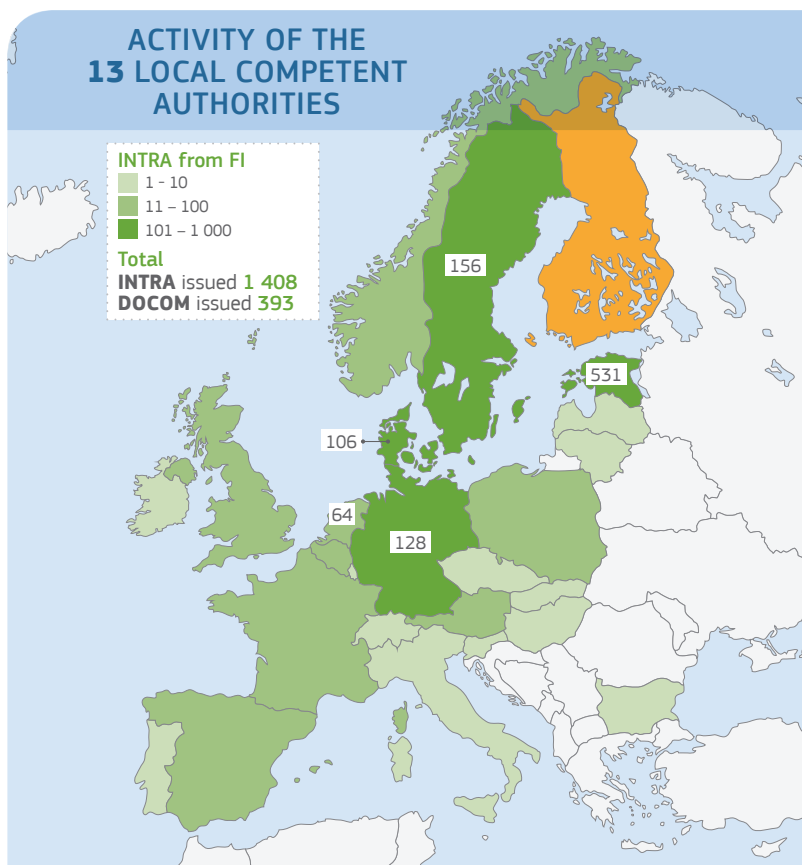 ACTIVITY OF THE
13 LOCAL COMPETENT
AUTHORITIES
INTRA from FI
1 - 10
11 – 100
101 – 1 000
Total
INTRA issued 1 408
DOCOM issued 393
156
531
106
64
128